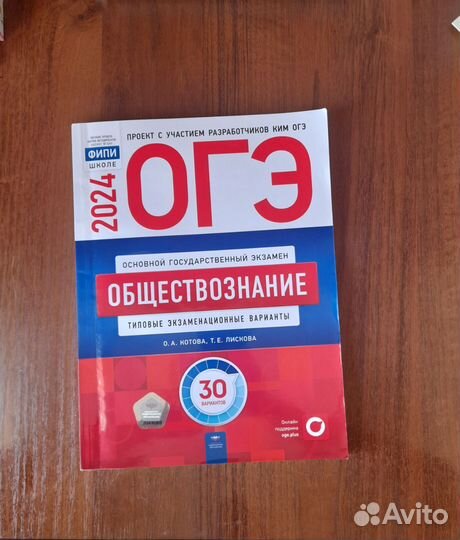 ПРОЕКТ С УЧАСТИЕМ РАЗРАБОТЧИКОВ КИМ ОГЭ
ФИПИ
ШКОЛЕ
2024
ОГЭ
ОСНОВНОЙ ГОСУДАРСТВЕННЫЙ ЭКЗАМЕН
ОБЩЕСТВОЗНАНИЕ
ТИПОВЫЕ ЭКЗАМЕНАЦИОННЫЕ ВАРИАНТЫ
О. А. КОТОВА, Т. Е. ЛИСКОВА
30
ВАРИАНТОВ
Онлайн
поддержка
oge.plus
Avito